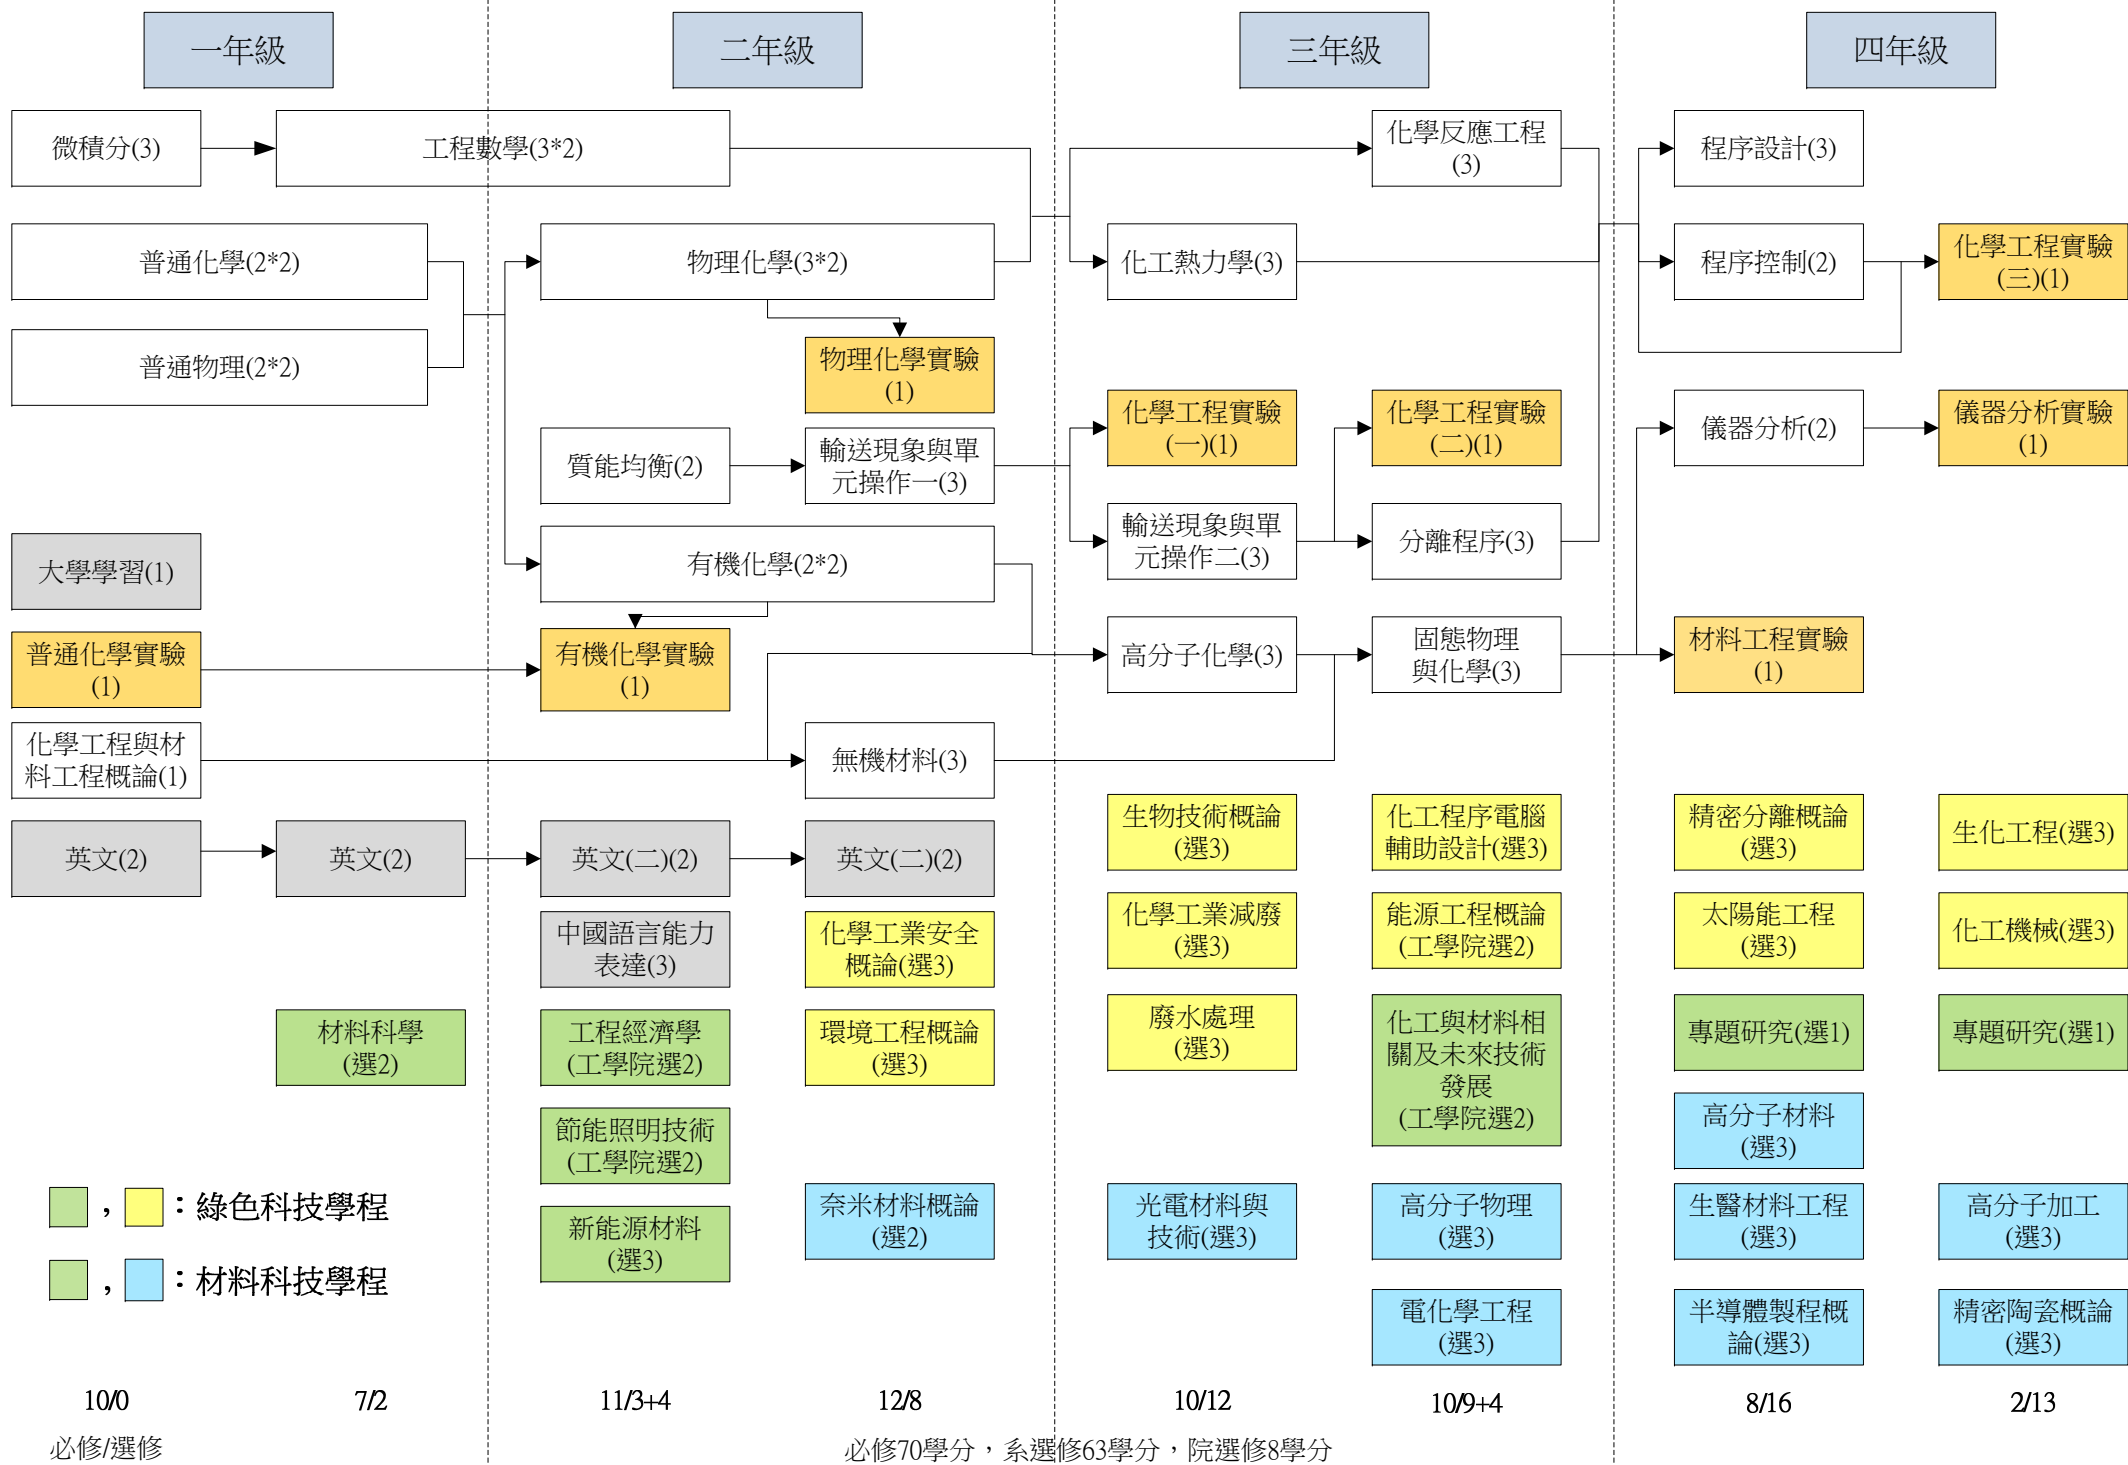 一年級
二年級
三年級
四年級
微積分(3)
工程數學(3*2)
化學反應工程
(3)
程序設計(3)
普通化學(2*2)
物理化學(3*2)
化工熱力學(3)
程序控制(2)
化學工程實驗
(三)(1)
普通物理(2*2)
物理化學實驗
(1)
質能均衡(2)
輸送現象與單
元操作一(3)
化學工程實驗
(一)(1)
化學工程實驗
(二)(1)
儀器分析(2)
儀器分析實驗
(1)
大學學習(1)
有機化學(2*2)
輸送現象與單
元操作二(3)
分離程序(3)
普通化學實驗
(1)
有機化學實驗
(1)
高分子化學(3)
固態物理
與化學(3)
材料工程實驗
(1)
化學工程與材
料工程概論(1)
無機材料(3)
英文(2)
英文(2)
英文(二)(2)
英文(二)(2)
生物技術概論
(選3)
化工程序電腦
輔助設計(選3)
精密分離概論
(選3)
生化工程(選3)
中國語言能力
表達(3)
化學工業安全
概論(選3)
化學工業減廢
(選3)
能源工程概論
(工學院選2)
太陽能工程
(選3)
化工機械(選3)
材料科學
(選2)
工程經濟學
(工學院選2)
環境工程概論
(選3)
廢水處理
(選3)
化工與材料相
關及未來技術
發展
(工學院選2)
專題研究(選1)
專題研究(選1)
節能照明技術
(工學院選2)
高分子材料
(選3)
，：綠色科技學程
新能源材料
(選3)
奈米材料概論
(選2)
光電材料與
技術(選3)
高分子物理
(選3)
生醫材料工程
(選3)
高分子加工
(選3)
，：材料科技學程
電化學工程
(選3)
半導體製程概
論(選3)
精密陶瓷概論
(選3)
10/0
7/2
11/3+4
12/8
10/12
10/9+4
8/16
2/13
必修/選修
必修70學分，系選修63學分，院選修8學分